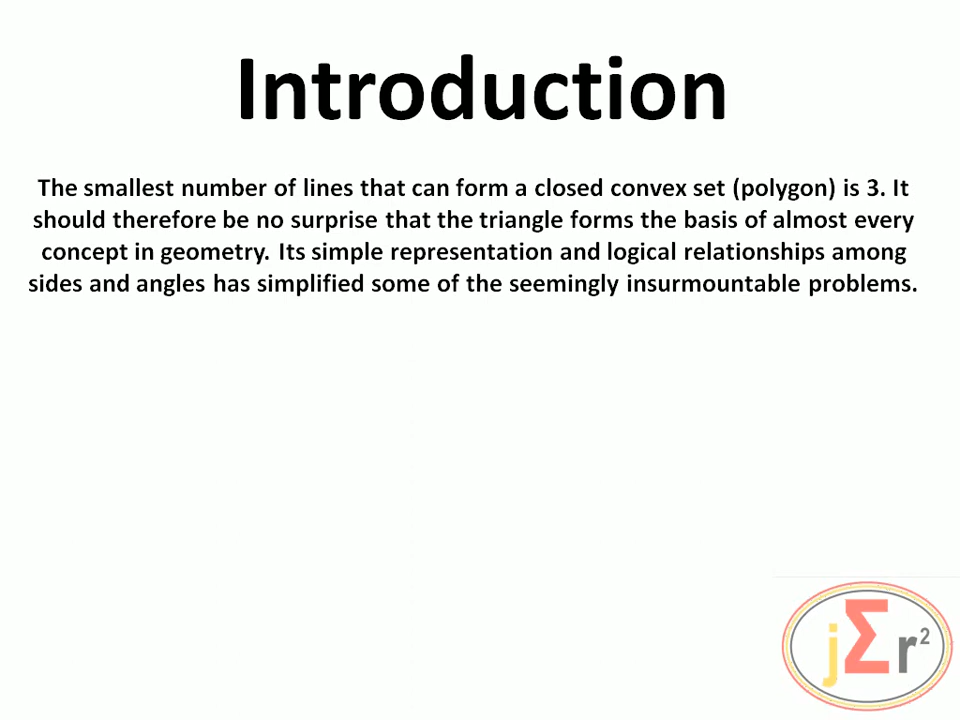 Introduction
The smallest number of lines that can form a closed convex set (polygon) is 3. It
should therefore be no surprise that the triangle forms the basis of almost every
concept in geometry. Its simple representation and logical relationships among
sides and angles has simplified some of the seemingly insurmountable problems.
jΣr²